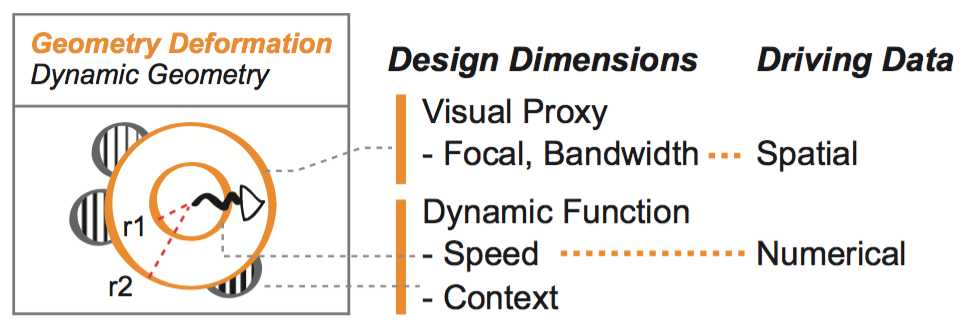 Geometry Deformation
Dynamic Geometry
r1
r2
Design Dimensions
Driving Data
Visual Proxy
- Focal, Bandwidth
Spatial
Dynamic Function
- Speed
Numerical
- Context